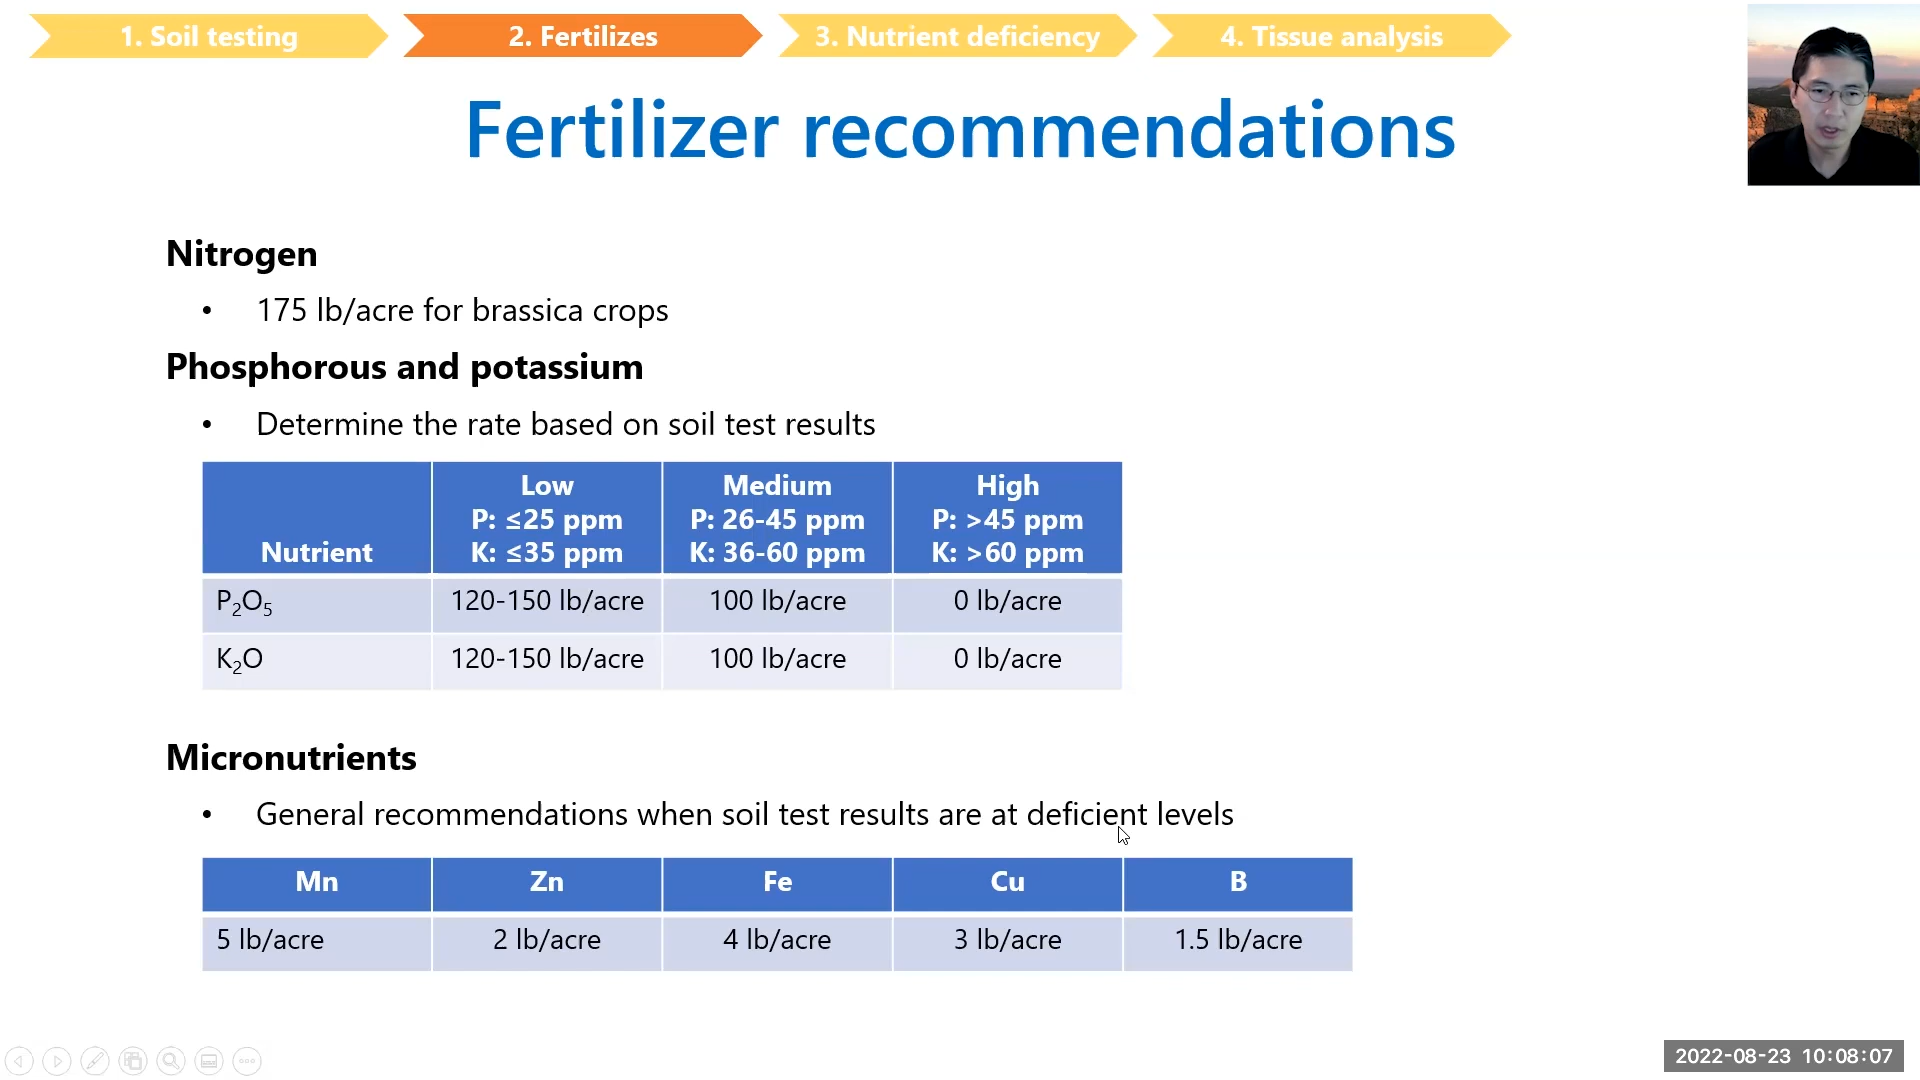 1. Soil testing
2. Fertilizes
3. Nutrient deficiency
4. Tissue analysis
Fertilizer recommendations
Nitrogen
• 175 lb/acre for brassica crops
Phosphorous and potassium
• Determine the rate based on soil test results
Nutrient
Low
P: ≤25 ppm
K: ≤35 ppm
Medium
P: 26-45 ppm
K: 36-60 ppm
High
P: >45 ppm
K: >60 ppm
P₂O₅ 120-150 lb/acre 100 lb/acre 0 lb/acre
K₂O 120-150 lb/acre 100 lb/acre 0 lb/acre
Micronutrients
• General recommendations when soil test results are at deficient levels
Mn Zn Fe Cu B
5 lb/acre 2 lb/acre 4 lb/acre 3 lb/acre 1.5 lb/acre
2022-08-23 10:08:07